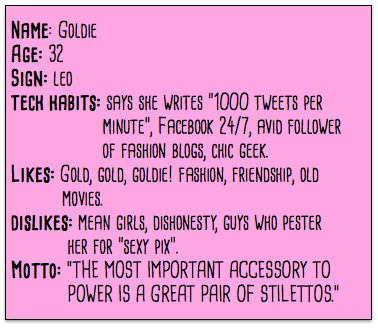 Name: Goldie
Age: 32
Sign: Leo
Tech habits: says she writes "1000 tweets per
minute", Facebook 24/7, avid follower
of fashion blogs, chic geek.
Likes: Gold, gold, goldie! fashion, friendship, old
movies.
dislikes: mean girls, dishonesty, guys who pester
her for "sexy pix".
Motto: "THE MOST IMPORTANT ACCESSORY TO
POWER IS A GREAT PAIR OF STILETTOS."